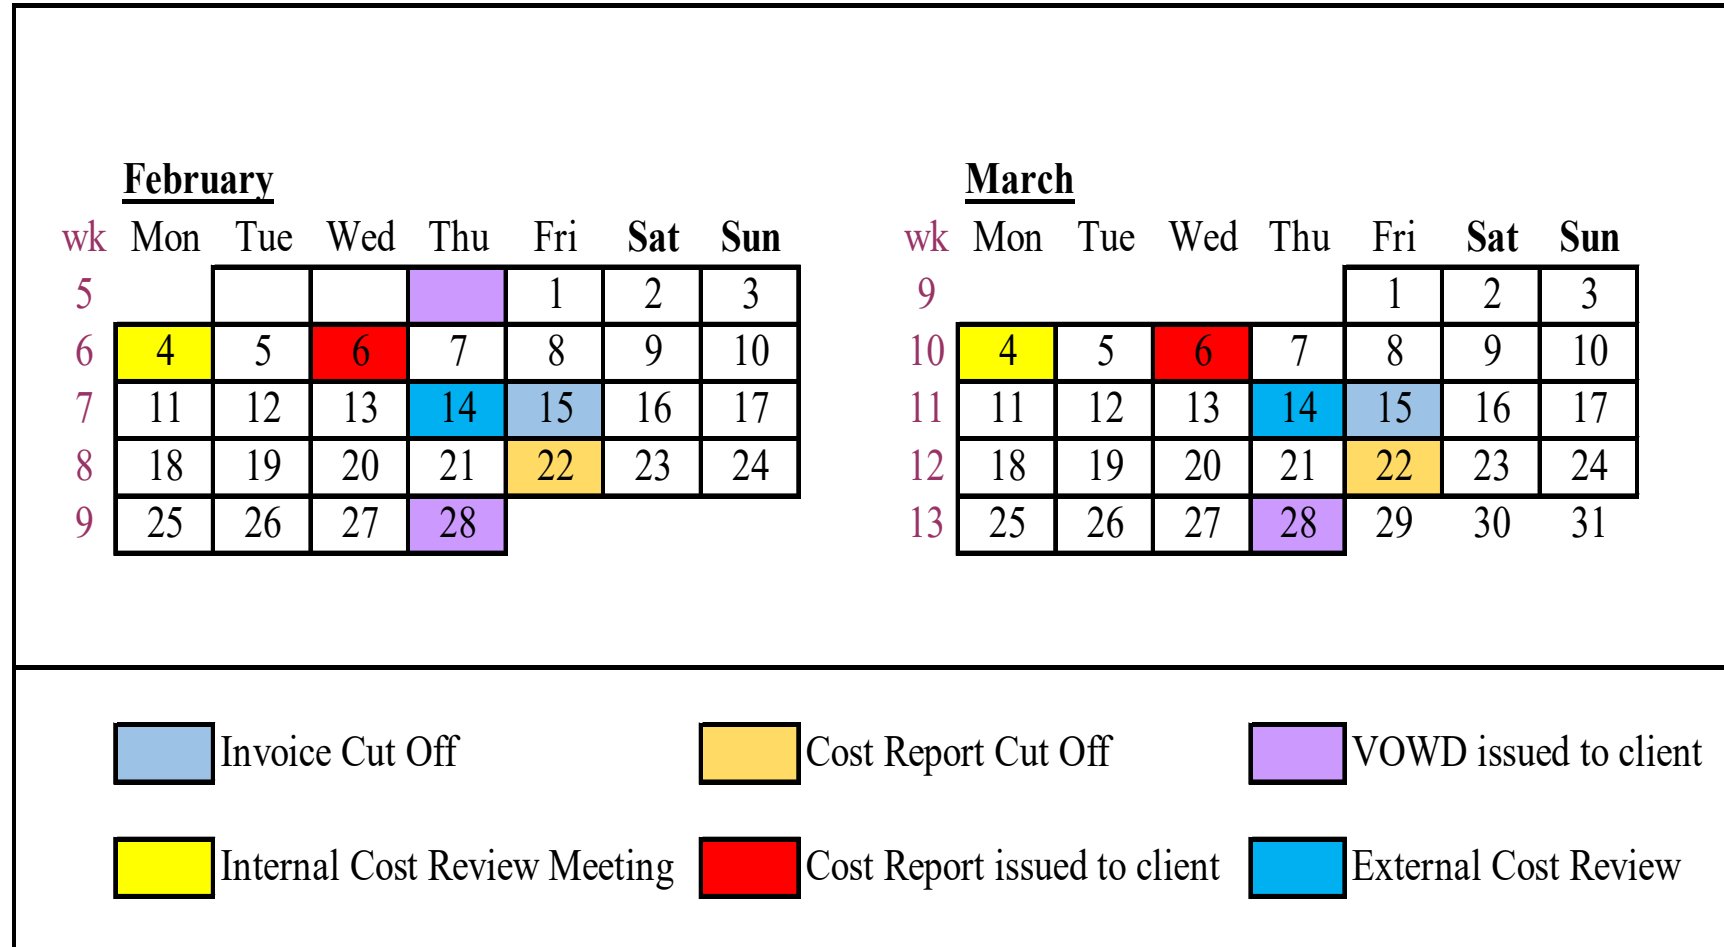 February
wk Mon Tue Wed Thu Fri Sat Sun
5 1 2 3
6 4 5 6 7 8 9 10
7 11 12 13 14 15 16 17
8 18 19 20 21 22 23 24
9 25 26 27 28
March
wk Mon Tue Wed Thu Fri Sat Sun
9 1 2 3
10 4 5 6 7 8 9 10
11 11 12 13 14 15 16 17
12 18 19 20 21 22 23 24
13 25 26 27 28 29 30 31
Invoice Cut Off
Cost Report Cut Off
VOWD issued to client
Internal Cost Review Meeting
Cost Report issued to client
External Cost Review